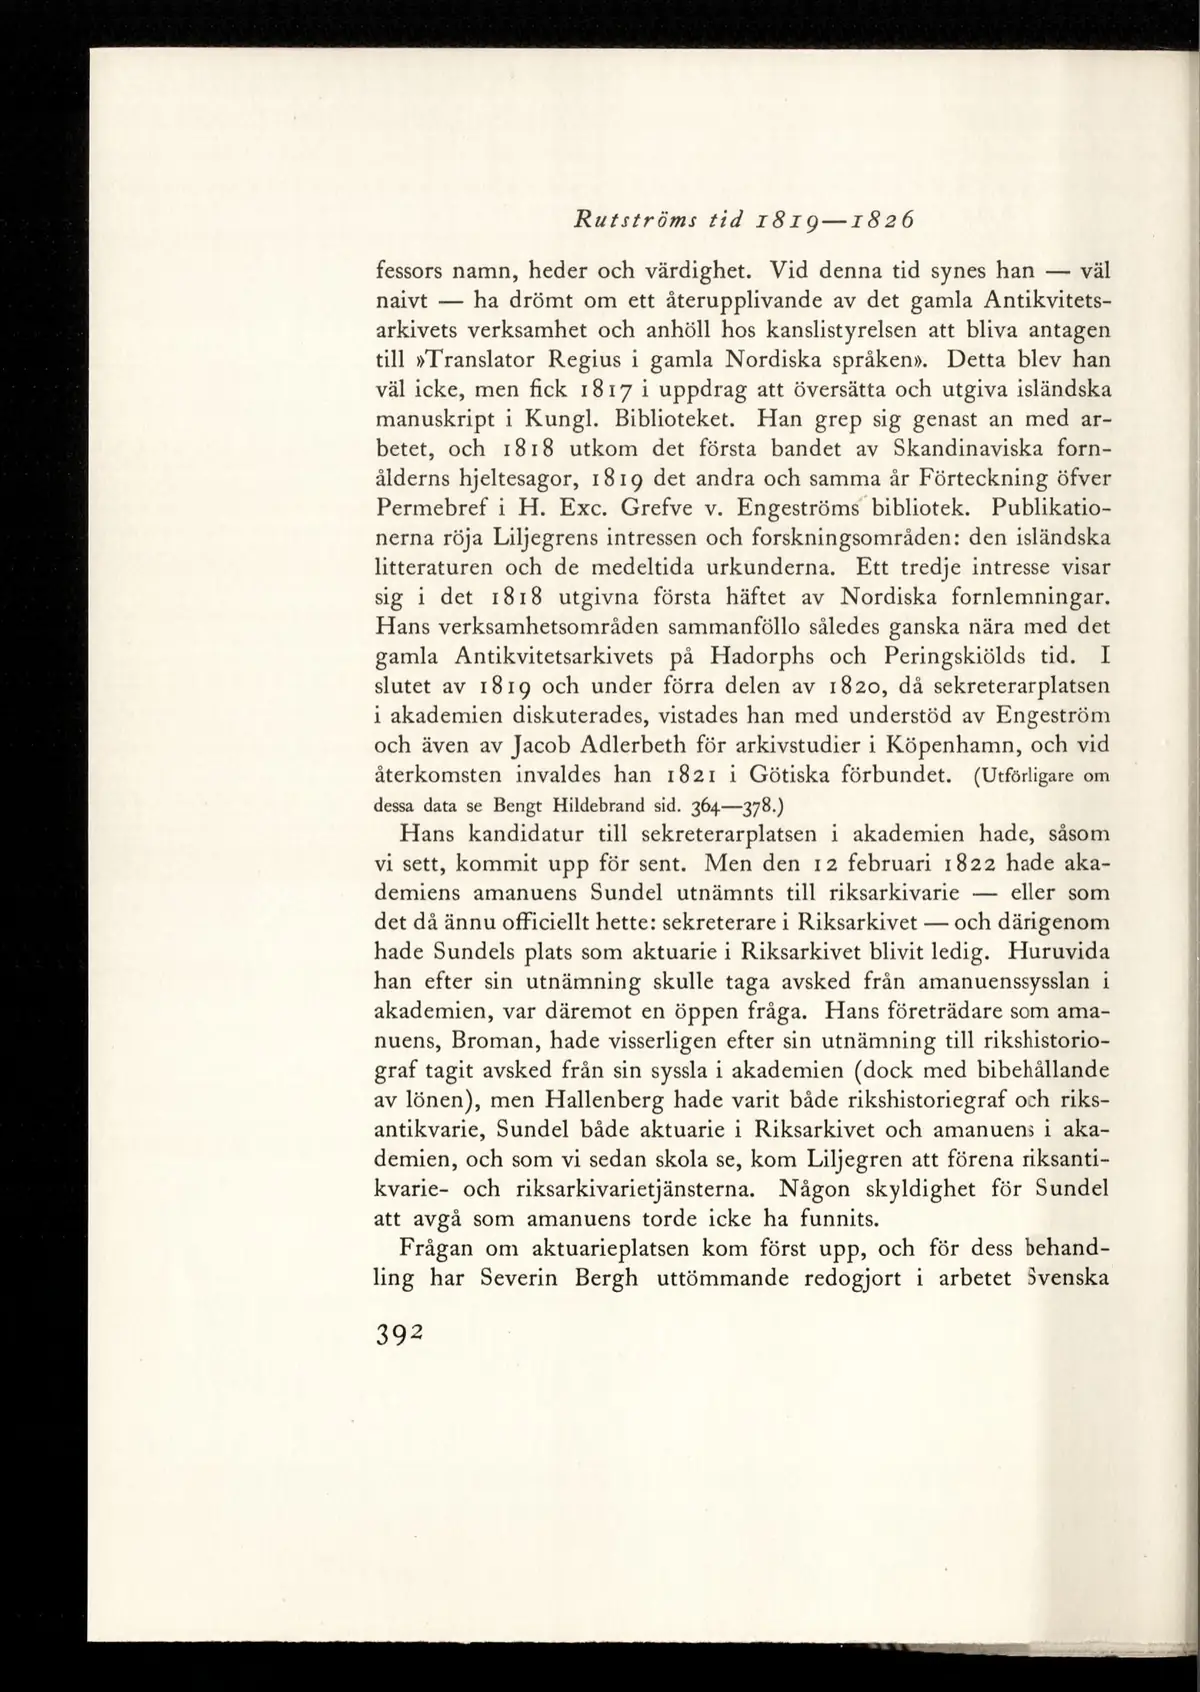 Rutströms tid 1819—1826
fessors namn, heder och värdighet. Vid denna tid synes han — väl
naivt — ha drömt om ett återupplivande av det gamla Antikvitets-
arkivets verksamhet och anhöll hos kanslistyrelsen att bliva antagen
till »Translator Regius i gamla Nordiska språken». Detta blev han
väl icke, men fick 1817 i uppdrag att översätta och utgiva isländska
manuskript i Kungl. Biblioteket. Han grep sig genast an med ar-
betet, och 1818 utkom det första bandet av Skandinaviska forn-
ålderns hjeltesagor, 1819 det andra och samma år Förteckning öfver
Permebref i H. Exc. Grefve v. Engeströms bibliotek. Publikatio-
nerna röja Liljegrens intressen och forskningsområden: den isländska
litteraturen och de medeltida urkunderna. Ett tredje intresse visar
sig i det 1818 utgivna första häftet av Nordiska fornlemningar.
Hans verksamhetsområden sammanföllo således ganska nära med det
gamla Antikvitetsarkivets på Hadorphs och Peringskiölds tid. I
slutet av 1819 och under förra delen av 1820, då sekreterarplatsen
i akademien diskuterades, vistades han med understöd av Engeström
och även av Jacob Adlerbeth för arkivstudier i Köpenhamn, och vid
återkomsten invaldes han 1821 i Götiska förbundet. (Utförligare om
dessa data se Bengt Hildebrand sid. 364—378.)
Hans kandidatur till sekreterarplatsen i akademien hade, såsom
vi sett, kommit upp för sent. Men den 12 februari 1822 hade aka-
demiens amanuens Sundel utnämnts till riksarkivarie — eller som
det då ännu officiellt hette: sekreterare i Riksarkivet — och därigenom
hade Sundels plats som aktuarie i Riksarkivet blivit ledig. Huruvida
han efter sin utnämning skulle taga avsked från amanuenssysslan i
akademien, var däremot en öppen fråga. Hans företrädare som ama-
nuens, Broman, hade visserligen efter sin utnämning till rikshistorio-
graf tagit avsked från sin syssla i akademien (dock med bibehållande
av lönen), men Hallenberg hade varit både rikshistoriegraf och riks-
antikvarie, Sundel både aktuarie i Riksarkivet och amanuens i aka-
demien, och som vi sedan skola se, kom Liljegren att förena riksanti-
kvarie- och riksarkivarietjänsterna. Någon skyldighet för Sundel
att avgå som amanuens torde icke ha funnits.
Frågan om aktuarieplatsen kom först upp, och för dess behand-
ling har Severin Bergh uttömmande redogjort i arbetet Svenska
392